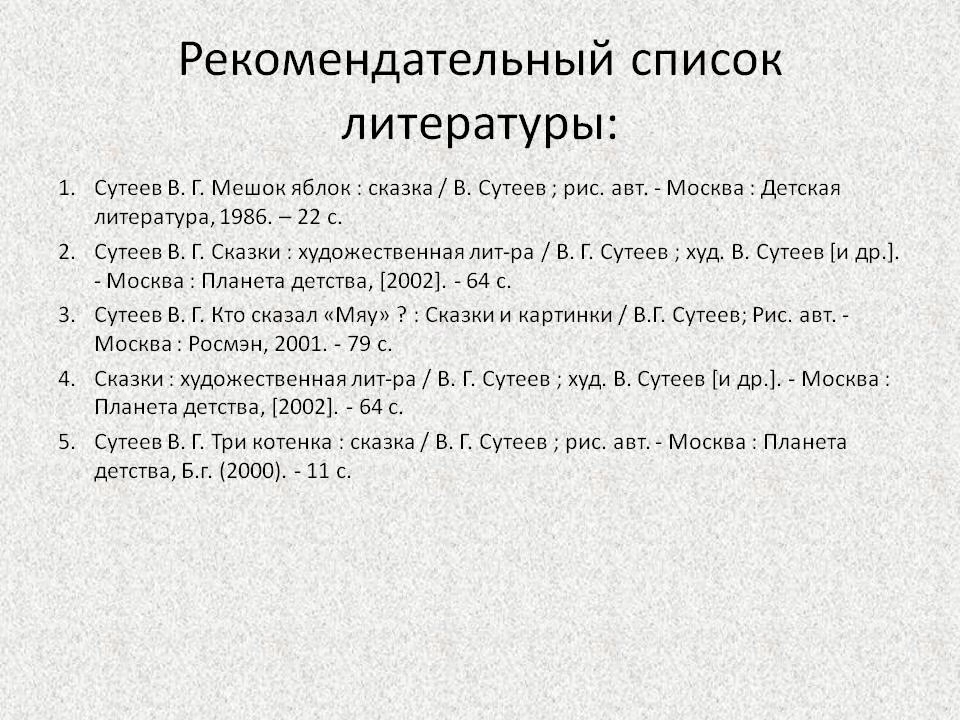 Рекомендательный список
литературы:
1. Сутеев В. Г. Мешок яблок : сказка / В. Сутеев ; рис. авт. - Москва : Детская
литература, 1986. – 22 с.
2. Сутеев В. Г. Сказки : художественная лит-ра / В. Г. Сутеев ; худ. В. Сутеев [и др.].
- Москва : Планета детства, [2002]. - 64 с.
3. Сутеев В. Г. Кто сказал «Мяу» ? : Сказки и картинки / В.Г. Сутеев; Рис. авт. -
Москва : Росмэн, 2001. - 79 с.
4. Сказки : художественная лит-ра / В. Г. Сутеев ; худ. В. Сутеев [и др.]. - Москва :
Планета детства, [2002]. - 64 с.
5. Сутеев В. Г. Три котенка : сказка / В. Г. Сутеев ; рис. авт. - Москва : Планета
детства, Б.г. (2000). - 11 с.